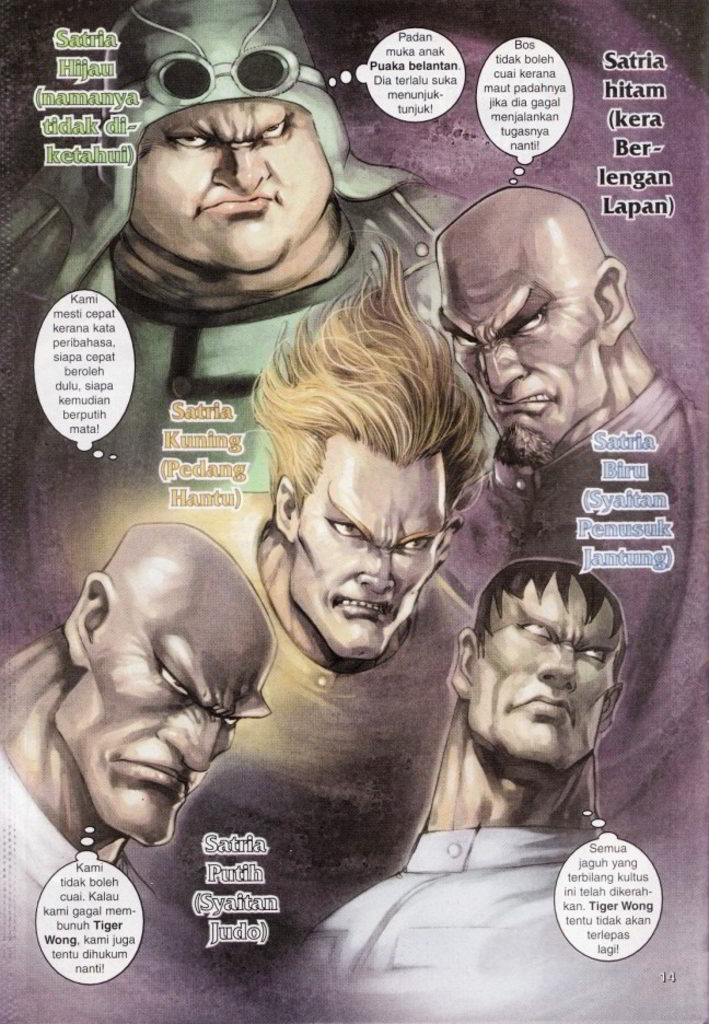 Satria
Hijau
(namanya
tidak di-
ketahui)
Padan
muka anak
Puaka belantan.
Dia terlalu suka
menunjuk-
tunjuk!
Bos
tidak boleh
cuai kerana
maut padahnya
jika dia gagal
menjalankan
tugasnya
nanti!
Satria
hitam
(kera
Ber-
lengan
Lapan)
Kami
mesti cepat
kerana kata
peribahasa,
siapa cepat
beroleh
dulu, siapa
kemudian
berputih
mata!
Satria
Kuning
(Pedang
Hantu)
Satria
Biru
(Syaitan
Penusuk
Jantung)
Kami
tidak boleh
cuai. Kalau
kami gagal mem-
bunuh Tiger
Wong, kami juga
tentu dihukum
nanti!
Satria
Putih
(Syaitan
Judo)
Semua
jaguh yang
terbilang kultus
ini telah dikerah-
kan. Tiger Wong
tentu tidak akan
terlepas
lagi!
14